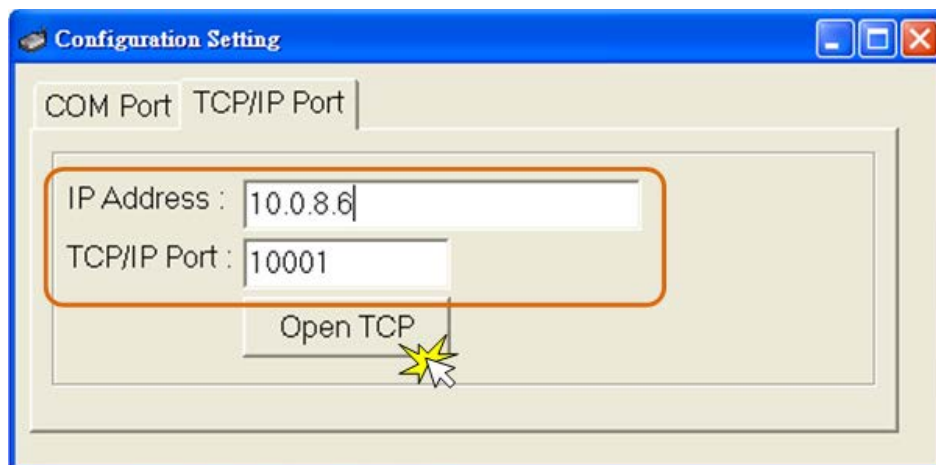 Configuration Setting
COM Port TCP/IP Port
IP Address : 10.0.8.6
TCP/IP Port : 10001
Open TCP